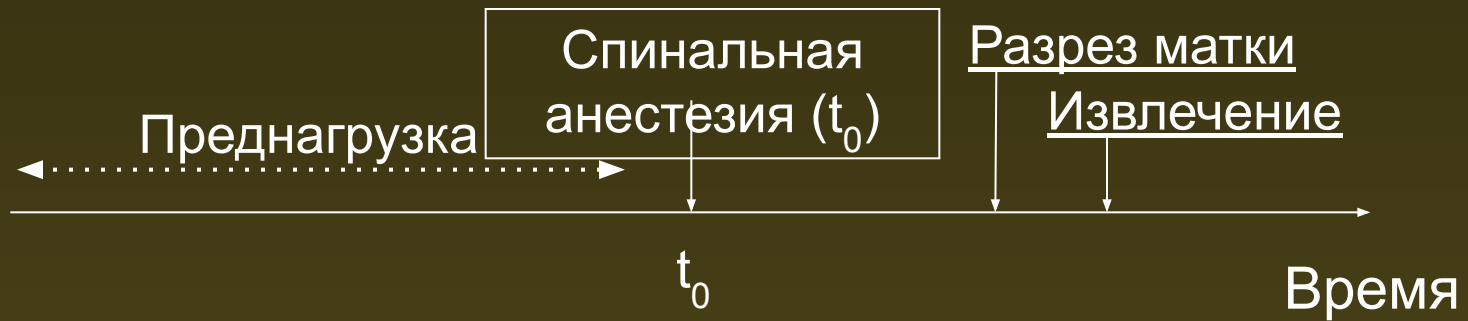 Спинальная
анестезия (t₀)
Разрез матки
Извлечение
Преднагрузка
t₀
Время